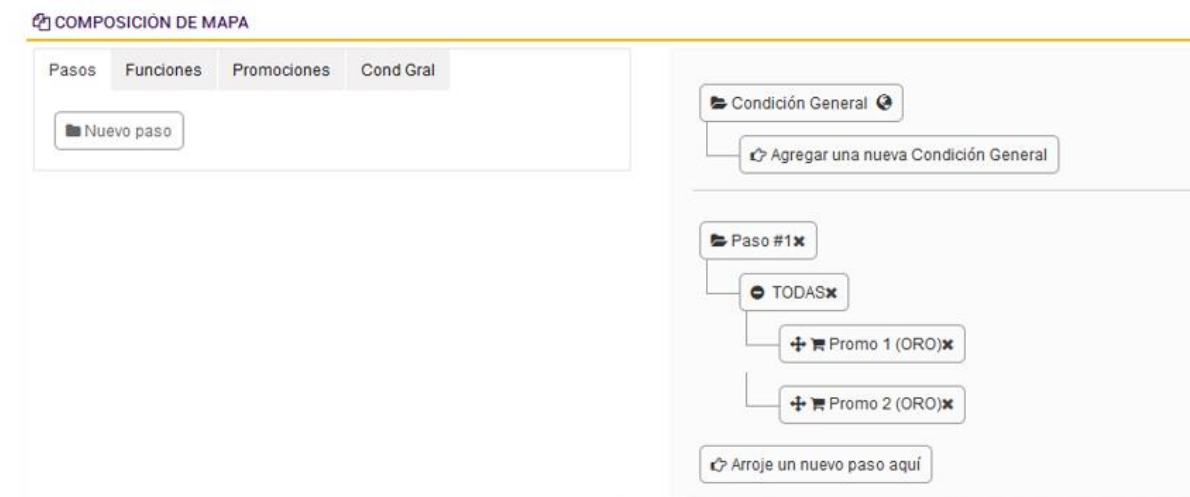 COMPOSICIÓN DE MAPA
Pasos Funciones Promociones Cond Gral
Nuevo paso
Condición General
Agregar una nueva Condición General
Paso #1
TODAS
Promo 1 (ORO)
Promo 2 (ORO)
Arroje un nuevo paso aquí